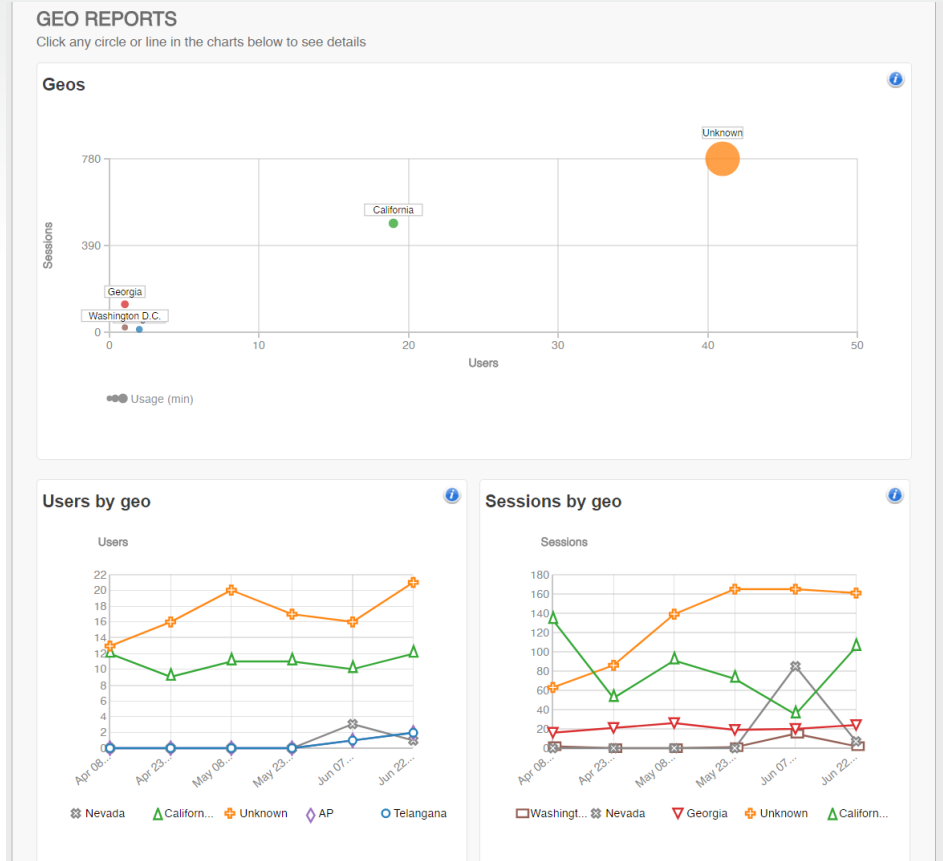 GEO REPORTS
Click any circle or line in the charts below to see details
Geos
i
Unknown
780
California
Sessions
390
Georgia
Washington D.C.
0
0 10 20 30 40 50
Users
Usage (min)
Users by geo
i
Users
22
20
18
16
14
12
10
8
6
4
2
0
Apr 08... Apr 23... May 08... May 23... Jun 07... Jun 22...
Nevada Californ... Unknown AP Telangana
Sessions by geo
i
Sessions
180
160
140
120
100
80
60
40
20
0
Apr 08... Apr 23... May 08... May 23... Jun 07... Jun 22...
Washingt... Nevada Georgia Unknown Californ...